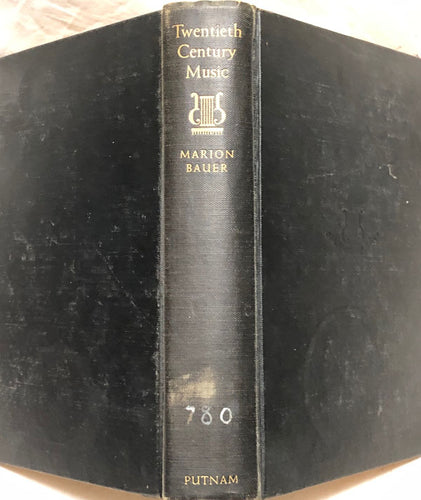 Twentieth
Century
Music
MARION
BAUER
780
PUTNAM